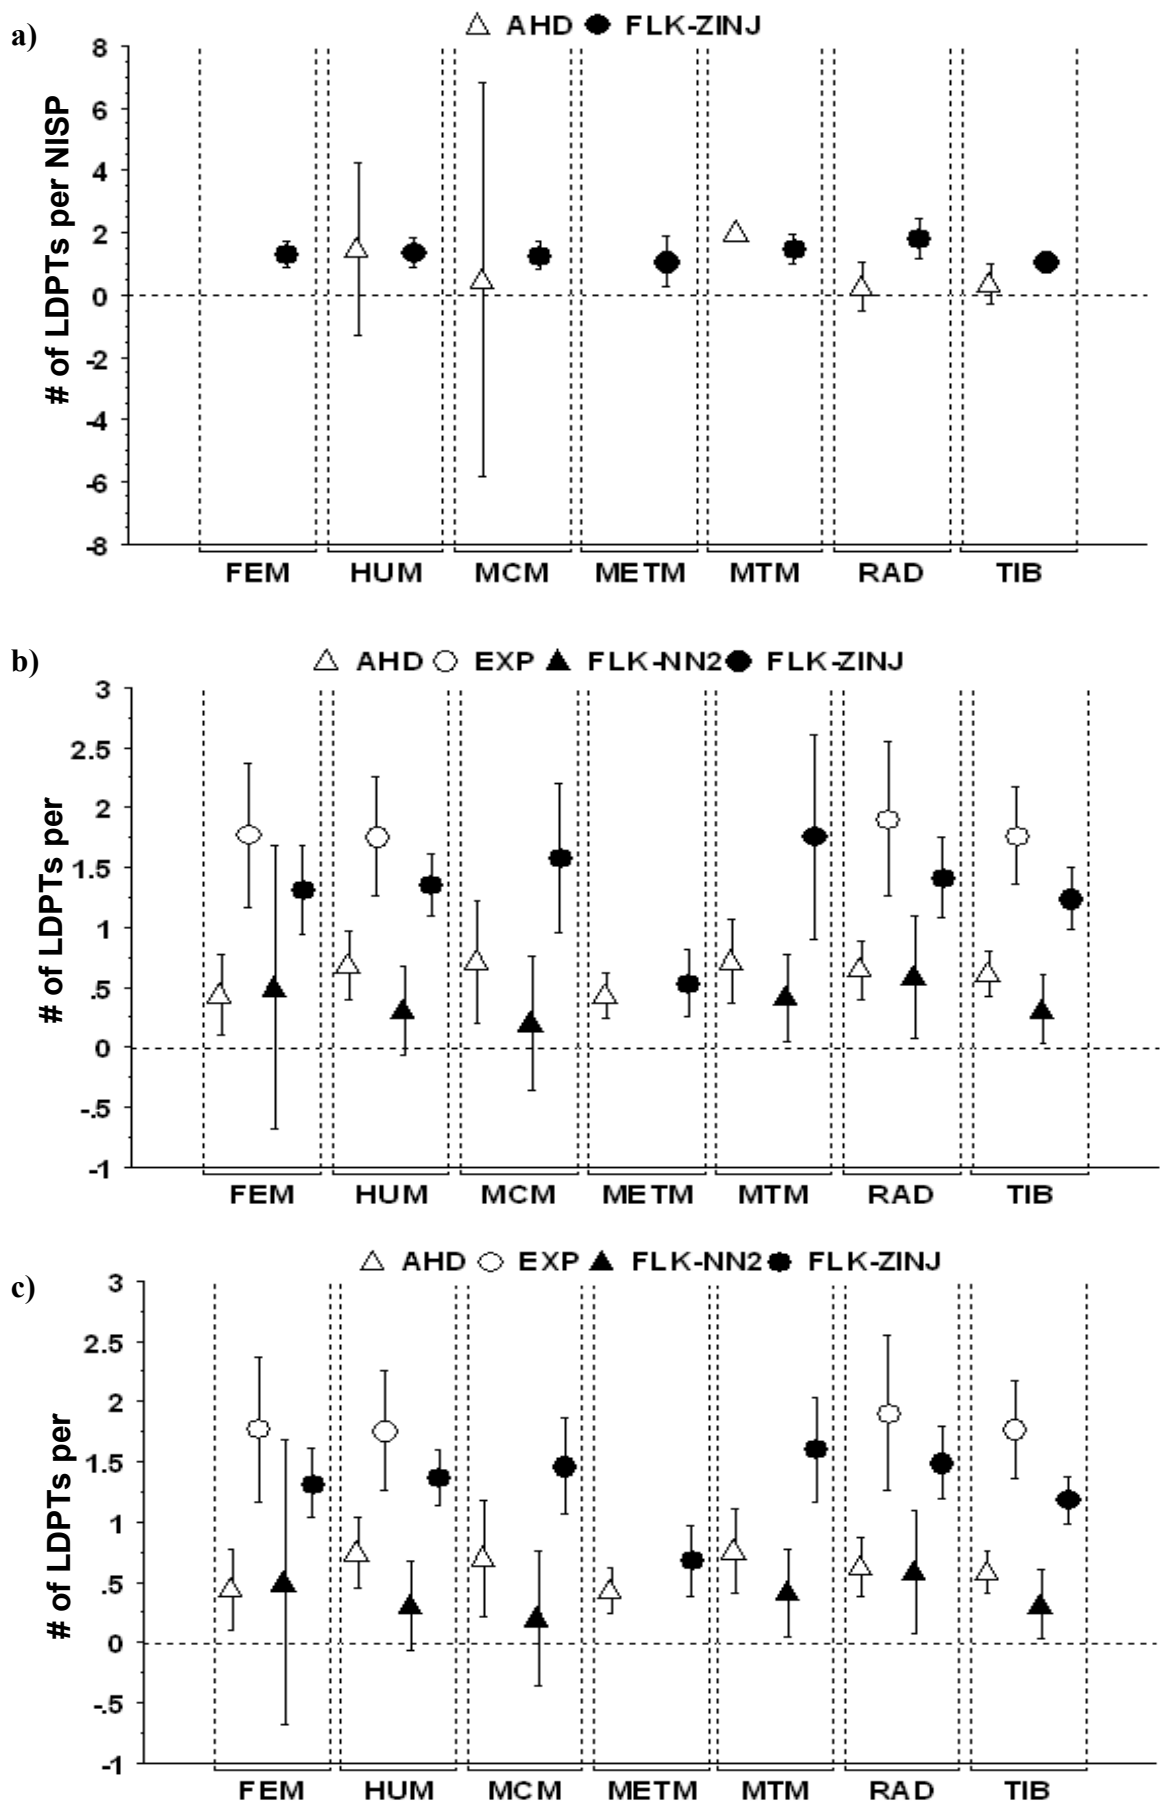 a)
AHD FLK-ZINJ
# of LDPTs per NISP
8
6
4
2
0
-2
-4
-6
-8
FEM HUM MCM METM MTM RAD TIB
b)
AHD EXP FLK-NN2 FLK-ZINJ
# of LDPTs per
3
2.5
2
1.5
1
.5
0
-.5
-1
FEM HUM MCM METM MTM RAD TIB
c)
AHD EXP FLK-NN2 FLK-ZINJ
# of LDPTs per
3
2.5
2
1.5
1
.5
0
-.5
-1
FEM HUM MCM METM MTM RAD TIB